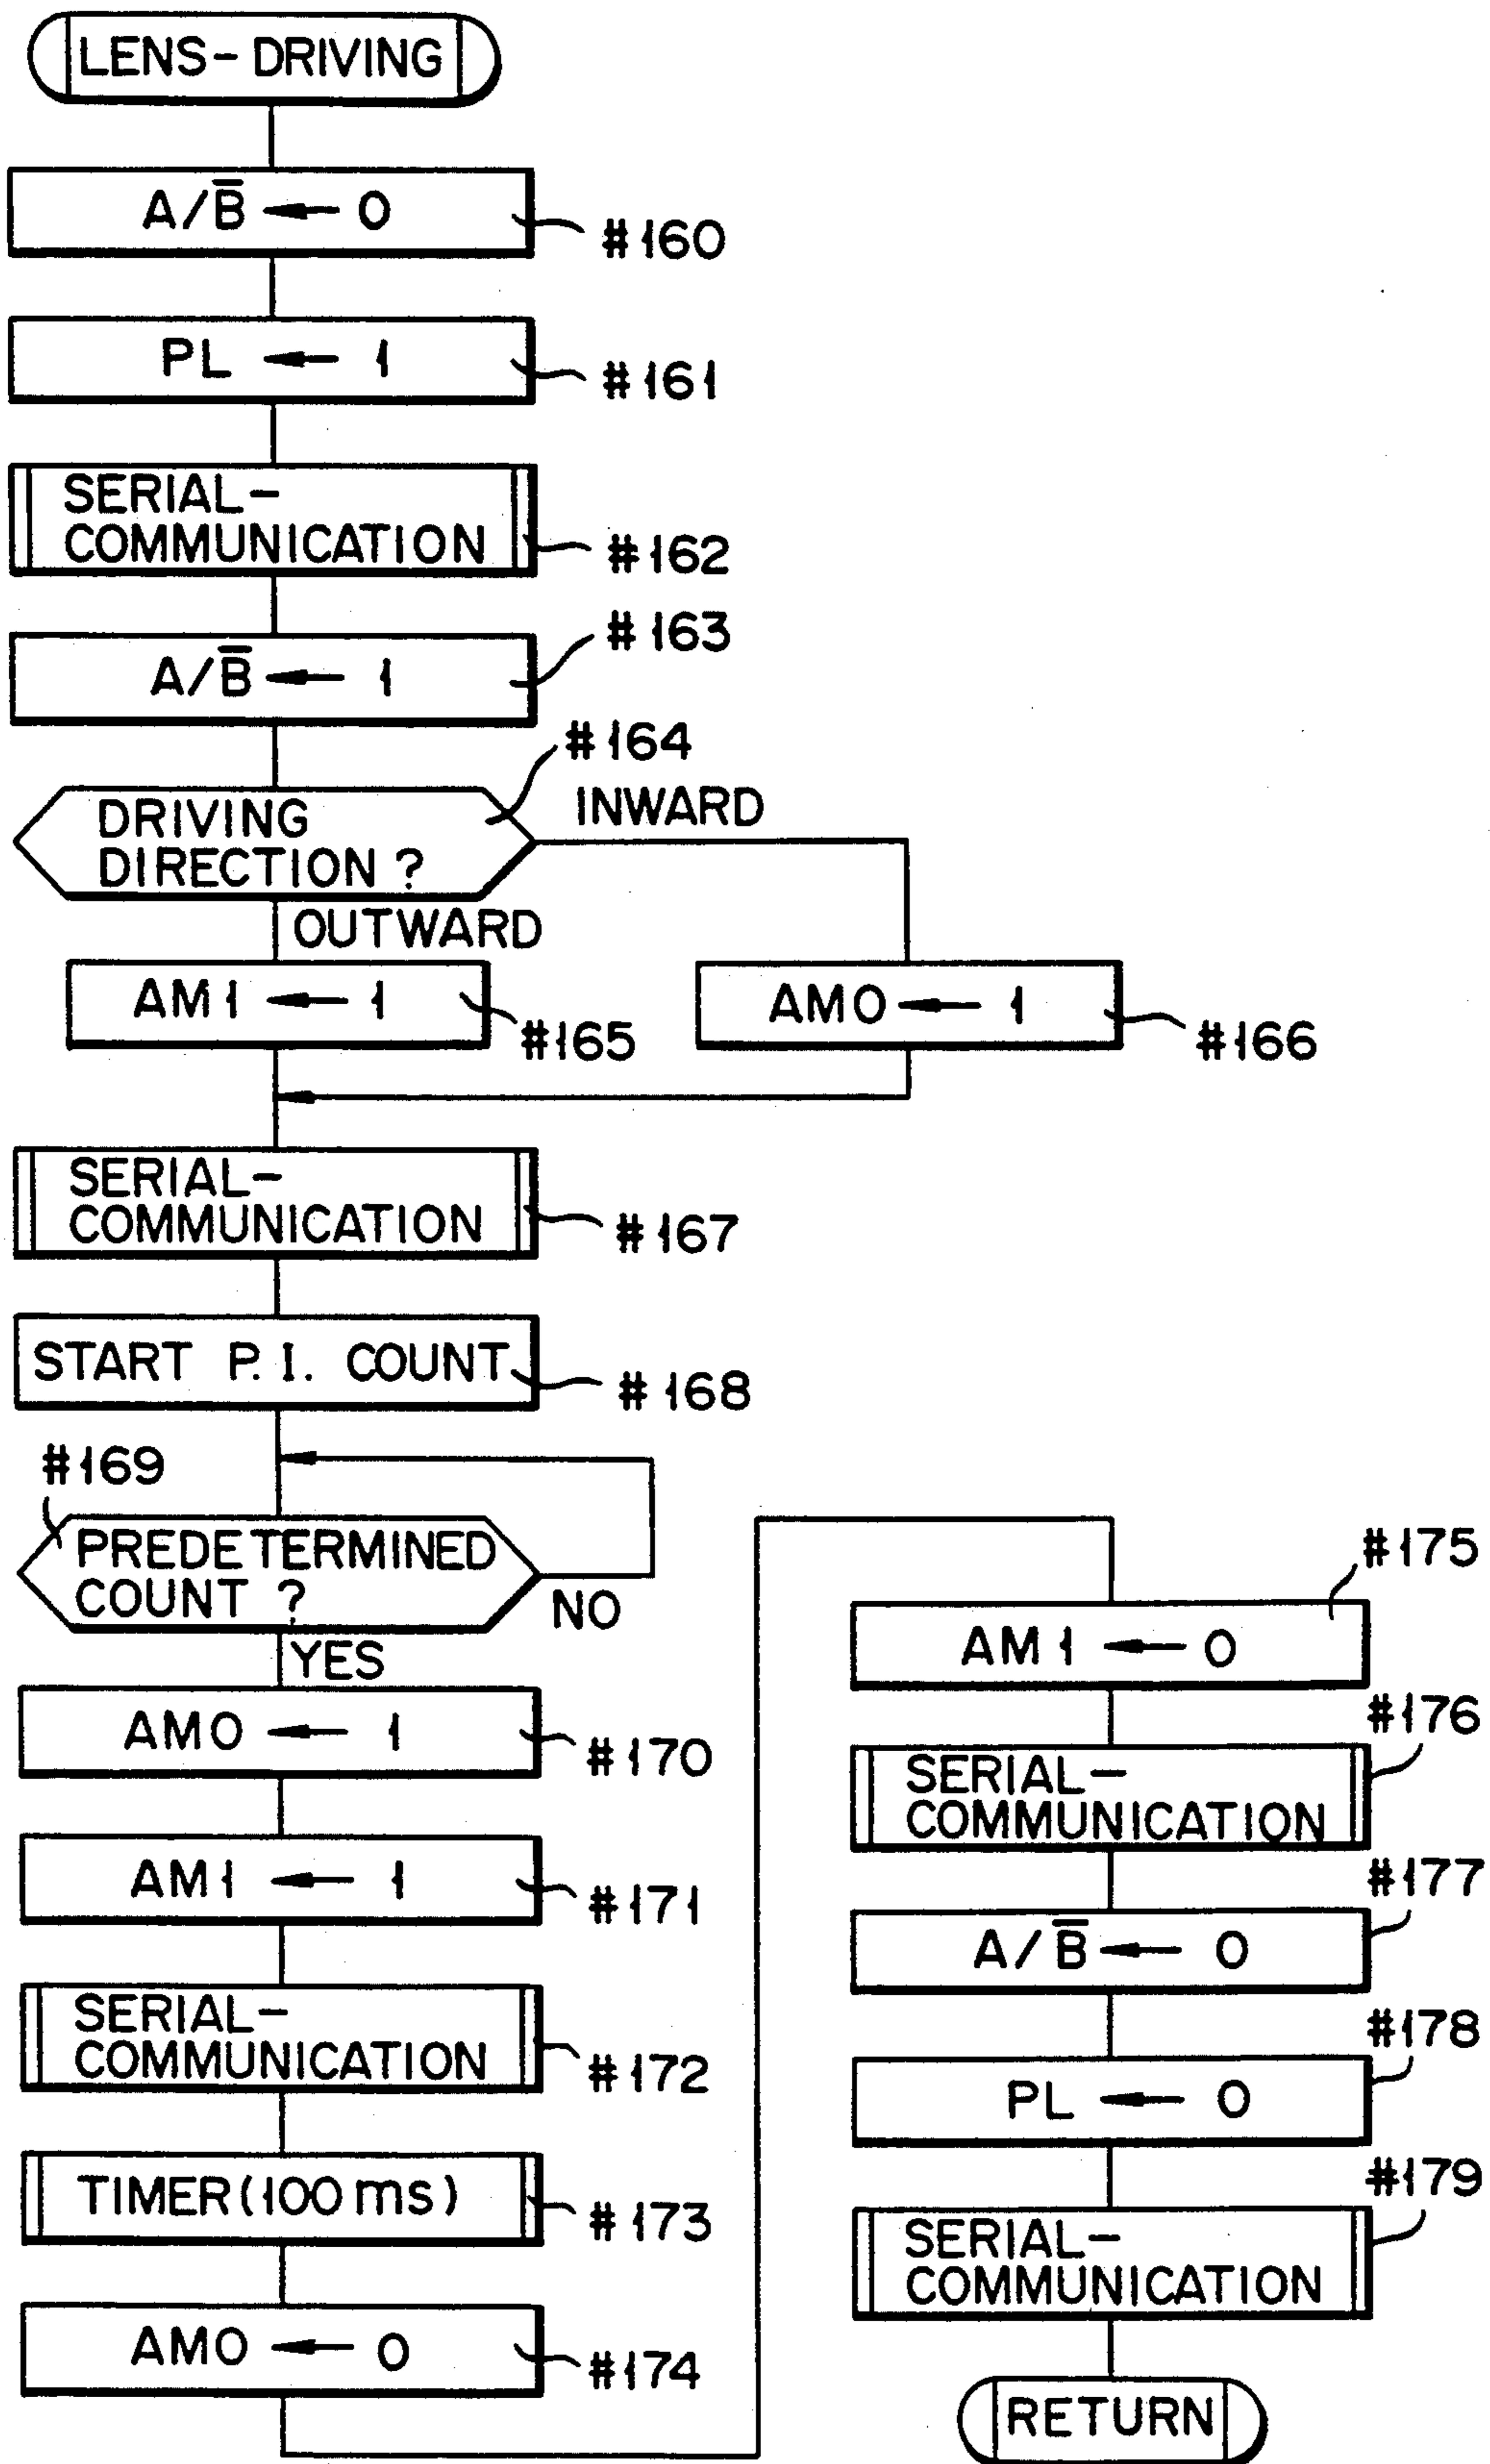 LENS-DRIVING
A/B̅ ← 0
#160
PL ← 1
#161
SERIAL-
COMMUNICATION
#162
#163
A/B̅ ← 1
#164
DRIVING
DIRECTION ?
INWARD
OUTWARD
AM1 ← 1
#165
AM0 ← 1
#166
SERIAL-
COMMUNICATION
#167
START P.I. COUNT
#168
#169
PREDETERMINED
COUNT ?
NO
YES
AM0 ← 1
#170
AM1 ← 1
#171
SERIAL-
COMMUNICATION
#172
TIMER(100ms)
#173
AM0 ← 0
#174
#175
AM1 ← 0
#176
SERIAL-
COMMUNICATION
#177
A/B̅ ← 0
#178
PL ← 0
#179
SERIAL-
COMMUNICATION
RETURN